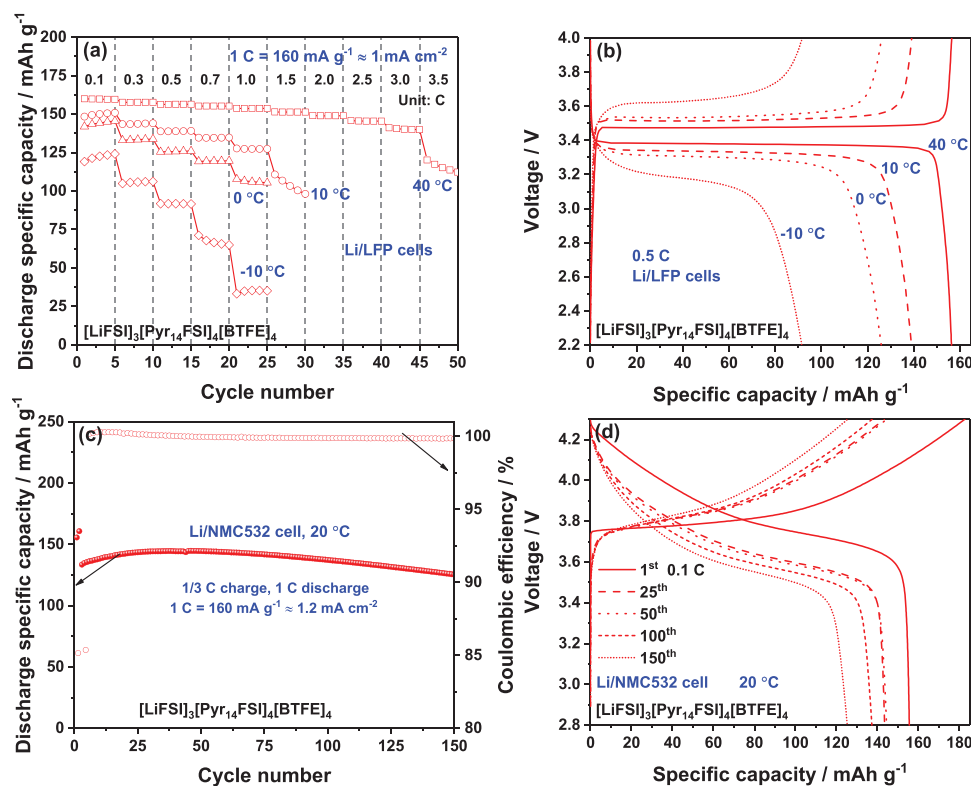 (a)
1 C = 160 mA g⁻¹ ≈ 1 mA cm⁻²
0.1 0.3 0.5 0.7 1.0 1.5 2.0 2.5 3.0 3.5
Unit: C
40 °C
10 °C
0 °C
Li/LFP cells
-10 °C
[LiFSI]₃[Pyr₁₄FSI]₄[BTFE]₄
Discharge specific capacity / mAh g⁻¹
200
175
150
125
100
75
50
25
0
0 5 10 15 20 25 30 35 40 45 50
Cycle number
(b)
40 °C
10 °C
0 °C
-10 °C
0.5 C
Li/LFP cells
[LiFSI]₃[Pyr₁₄FSI]₄[BTFE]₄
Voltage / V
4.0
3.8
3.6
3.4
3.2
3.0
2.8
2.6
2.4
2.2
0 20 40 60 80 100 120 140 160
Specific capacity / mAh g⁻¹
(c)
Li/NMC532 cell, 20 °C
1/3 C charge, 1 C discharge
1 C = 160 mA g⁻¹ ≈ 1.2 mA cm⁻²
[LiFSI]₃[Pyr₁₄FSI]₄[BTFE]₄
Discharge specific capacity / mAh g⁻¹
250
200
150
100
50
0
0 25 50 75 100 125 150
Cycle number
Coulombic efficiency / %
100
95
90
85
80
(d)
1ˢᵗ 0.1 C
25ᵗʰ
50ᵗʰ
100ᵗʰ
150ᵗʰ
Li/NMC532 cell 20 °C
[LiFSI]₃[Pyr₁₄FSI]₄[BTFE]₄
Voltage / V
4.2
3.9
3.6
3.3
3.0
2.8
0 20 40 60 80 100 120 140 160 180
Specific capacity / mAh g⁻¹